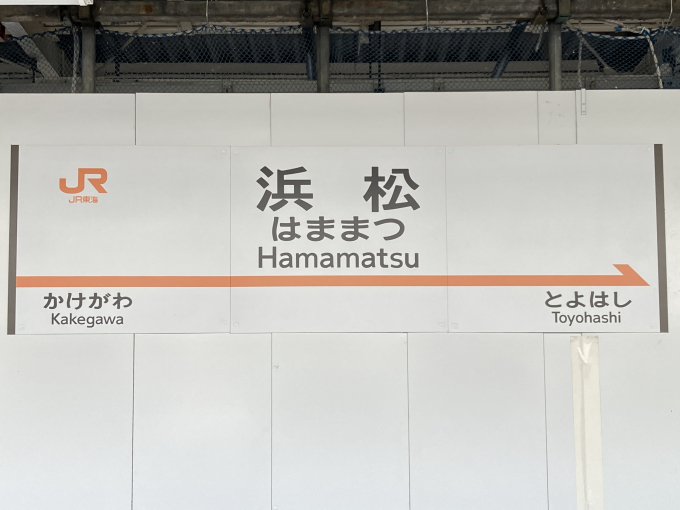 JR
JR東海
浜 松
はままつ
Hamamatsu
かけがわ
Kakegawa
とよはし
Toyohashi